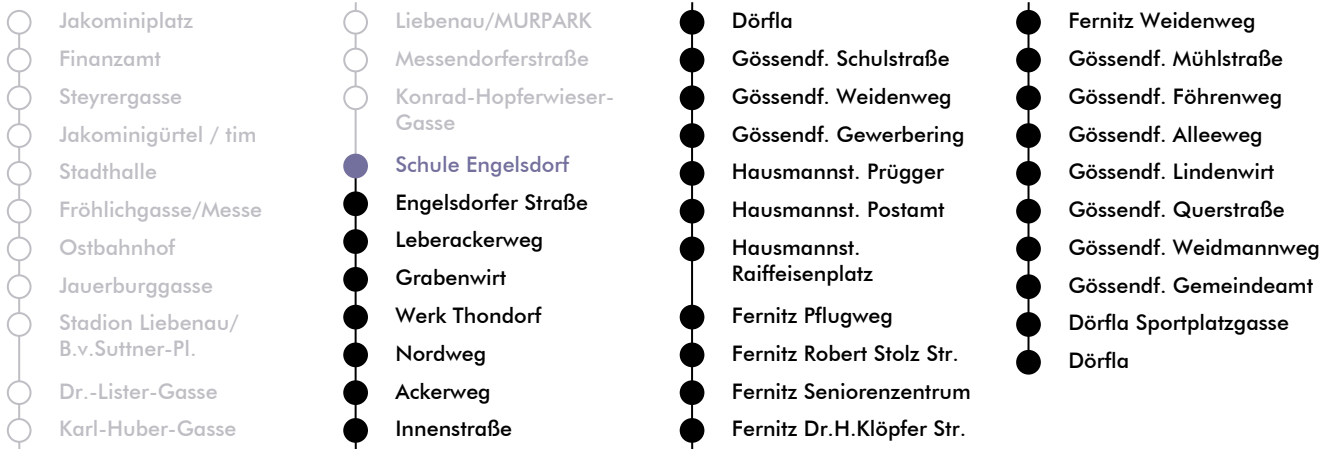 Jakominiplatz
Finanzamt
Steyrergasse
Jakominigürtel / tim
Stadthalle
Fröhlichgasse/Messe
Ostbahnhof
Jauerburggasse
Stadion Liebenau/
B.v.Suttner-Pl.
Dr.-Lister-Gasse
Karl-Huber-Gasse
Liebenau/MURPARK
Messendorferstraße
Konrad-Hopferwieser-
Gasse
Schule Engelsdorf
Engelsdorfer Straße
Leberackerweg
Grabenwirt
Werk Thondorf
Nordweg
Ackerweg
Innenstraße
Dörfla
Gössendf. Schulstraße
Gössendf. Weidenweg
Gössendf. Gewerbering
Hausmannst. Prügger
Hausmannst. Postamt
Hausmannst.
Raiffeisenplatz
Fernitz Pflugweg
Fernitz Robert Stolz Str.
Fernitz Seniorenzentrum
Fernitz Dr.H.Klöpfer Str.
Fernitz Weidenweg
Gössendf. Mühlstraße
Gössendf. Föhrenweg
Gössendf. Alleeweg
Gössendf. Lindenwirt
Gössendf. Querstraße
Gössendf. Weidmannweg
Gössendf. Gemeindeamt
Dörfla Sportplatzgasse
Dörfla